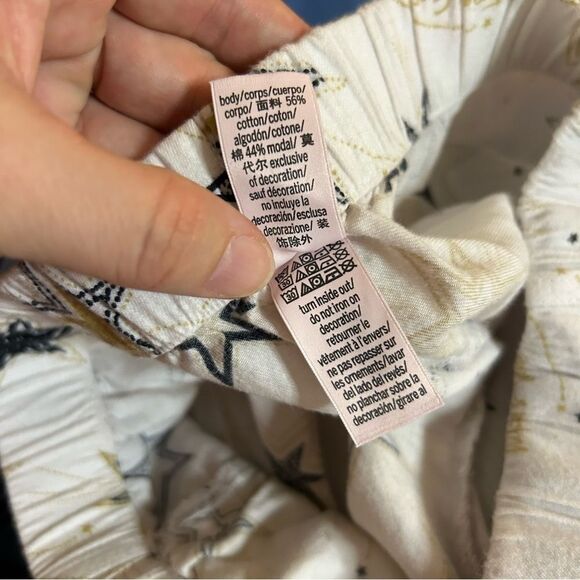 body/corps/cuerpo/
corpo/ 面料 56%
cotton/coton/
algodón/cotone/
棉 44% modal/ 莫
代尔 exclusive
of decoration/
sauf décoration/
no incluye la
decoración/esclusa
decorazione/ 装
饰除外
turn inside out/
do not iron on
decoration/
retourner le
vêtement à l'envers/
ne pas repasser sur
les ornements/lavar
del lado del revés/
no planchar sobre la
decoración/girare al